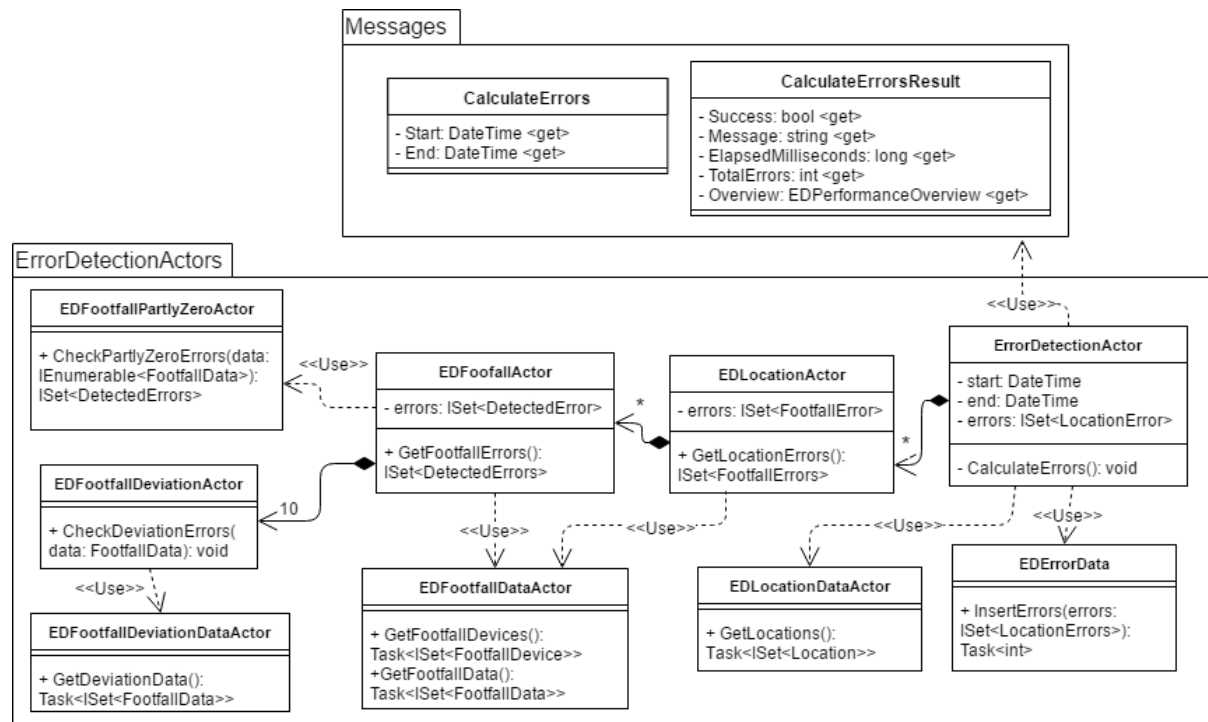 Messages
CalculateErrors
- Start: DateTime <get>
- End: DateTime <get>
CalculateErrorsResult
- Success: bool <get>
- Message: string <get>
- ElapsedMilliseconds: long <get>
- TotalErrors: int <get>
- Overview: EDPerformanceOverview <get>
ErrorDetectionActors
<<Use>>
EDFootfallPartlyZeroActor
+ CheckPartlyZeroErrors(data:
IEnumerable<FootfallData>):
ISet<DetectedErrors>
<<Use>>
EDFoofallActor
- errors: ISet<DetectedError>
+ GetFootfallErrors():
ISet<DetectedErrors>
*
EDLocationActor
- errors: ISet<FootfallError>
+ GetLocationErrors():
ISet<FootfallErrors>
*
ErrorDetectionActor
- start: DateTime
- end: DateTime
- errors: ISet<LocationError>
- CalculateErrors(): void
EDFootfallDeviationActor
+ CheckDeviationErrors(
data: FootfallData): void
10
<<Use>>
<<Use>>
<<Use>>
<<Use>>
<<Use>>
EDFootfallDeviationDataActor
+ GetDeviationData():
Task<ISet<FootfallData>>
EDFootfallDataActor
+ GetFootfallDevices():
Task<ISet<FootfallDevice>>
+GetFootfallData():
Task<ISet<FootfallData>>
EDLocationDataActor
+ GetLocations():
Task<ISet<Location>>
EDErrorData
+ InsertErrors(errors:
ISet<LocationErrors>):
Task<int>